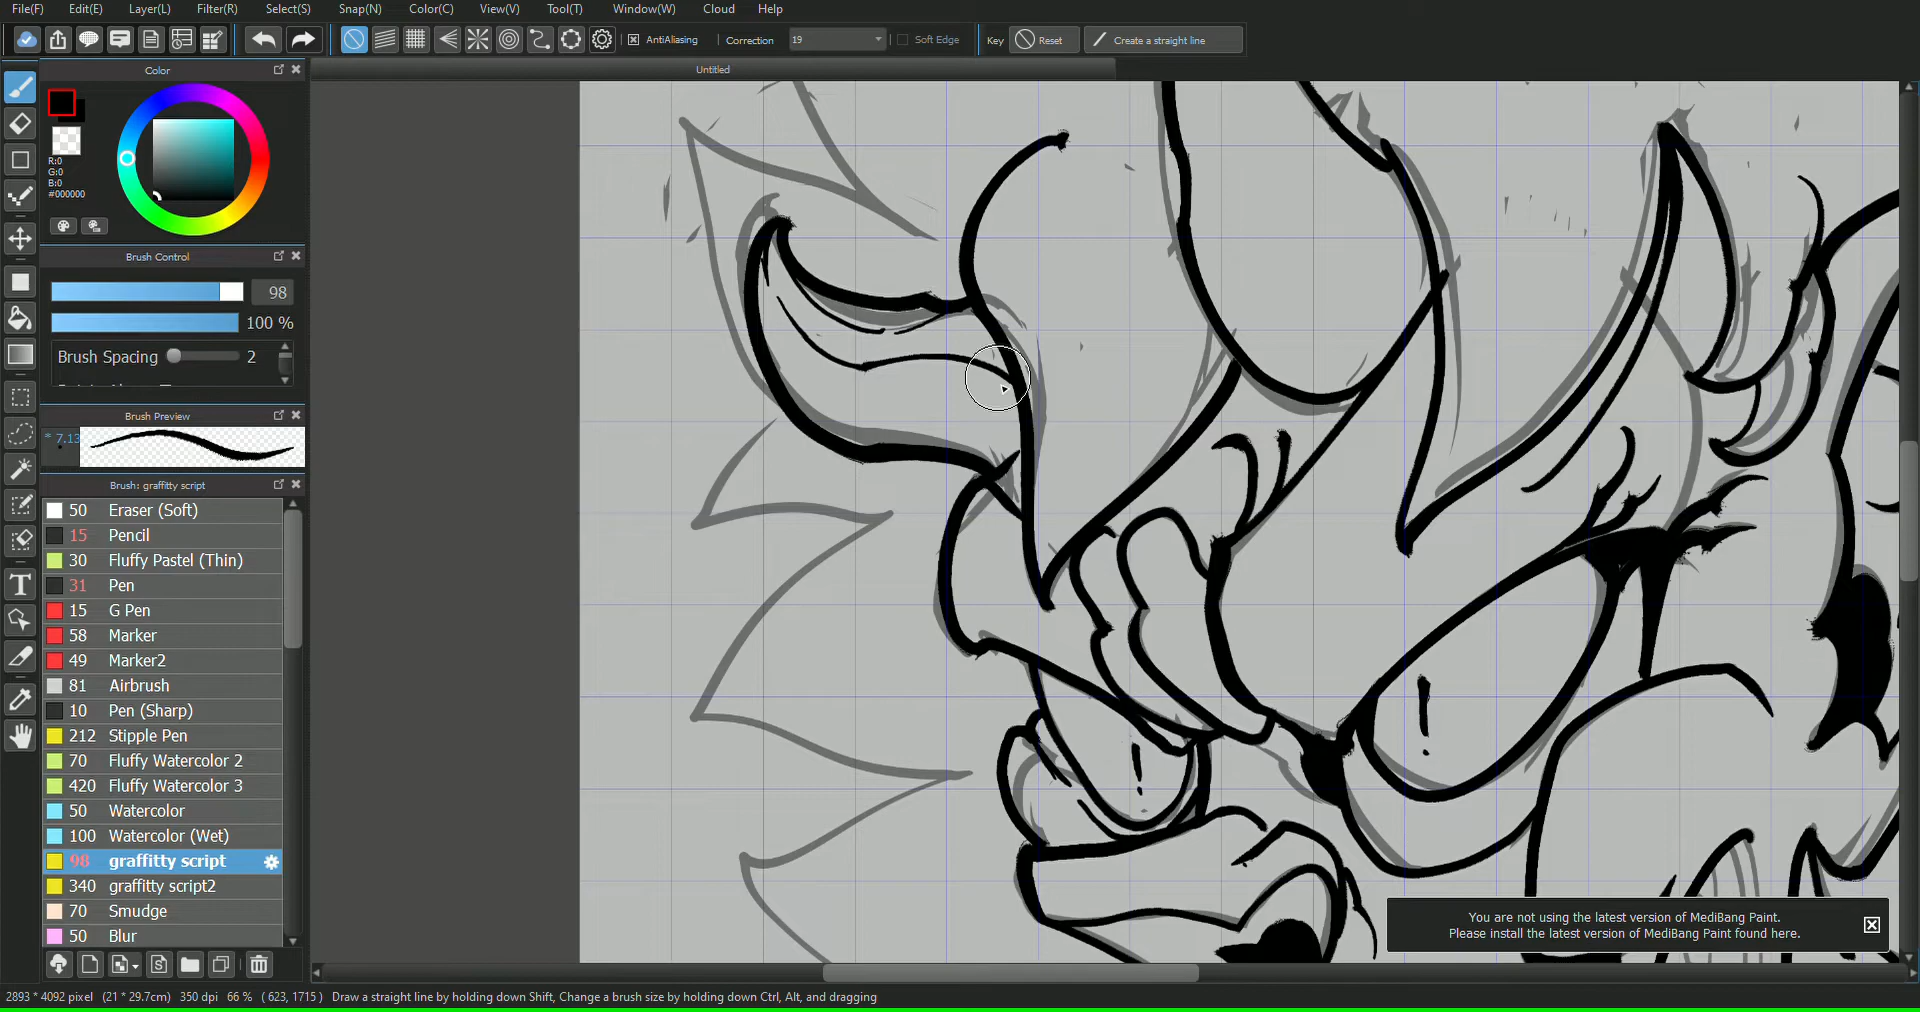 File(F) Edit(E) Layer(L) Filter(R) Select(S) Snap(N) Color(C) View(V) Tool(T) Window(W) Cloud Help
AntiAliasing Correction 19 Soft Edge Key Reset Create a straight line
Untitled
Color
R:0
G:0
B:0
#000000
Brush Control
98
100 %
Brush Spacing 2
Brush Preview
* 7.13
Brush: graffitty script
50 Eraser (Soft)
15 Pencil
30 Fluffy Pastel (Thin)
31 Pen
15 G Pen
58 Marker
49 Marker2
81 Airbrush
10 Pen (Sharp)
212 Stipple Pen
70 Fluffy Watercolor 2
420 Fluffy Watercolor 3
50 Watercolor
100 Watercolor (Wet)
98 graffitty script
340 graffitty script2
70 Smudge
50 Blur
You are not using the latest version of MediBang Paint.
Please install the latest version of MediBang Paint found here.
2893 * 4092 pixel (21 * 29.7cm) 350 dpi 66 % ( 623, 1715 ) Draw a straight line by holding down Shift, Change a brush size by holding down Ctrl, Alt, and dragging